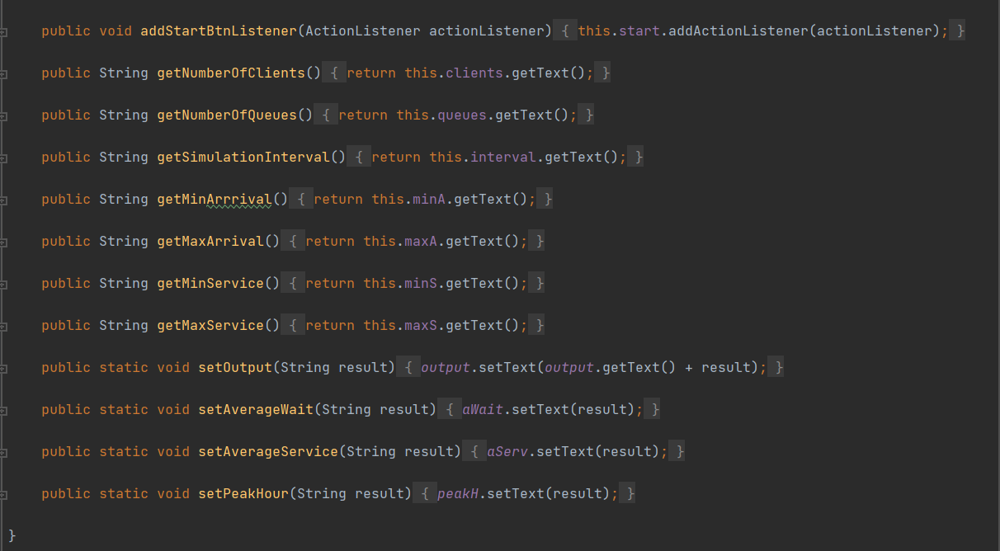 public void addStartBtnListener(ActionListener actionListener) { this.start.addActionListener(actionListener); }
public String getNumberOfClients() { return this.clients.getText(); }
public String getNumberOfQueues() { return this.queues.getText(); }
public String getSimulationInterval() { return this.interval.getText(); }
public String getMinArrrival() { return this.minA.getText(); }
public String getMaxArrival() { return this.maxA.getText(); }
public String getMinService() { return this.minS.getText(); }
public String getMaxService() { return this.maxS.getText(); }
public static void setOutput(String result) { output.setText(output.getText() + result); }
public static void setAverageWait(String result) { aWait.setText(result); }
public static void setAverageService(String result) { aServ.setText(result); }
public static void setPeakHour(String result) { peakH.setText(result); }
}